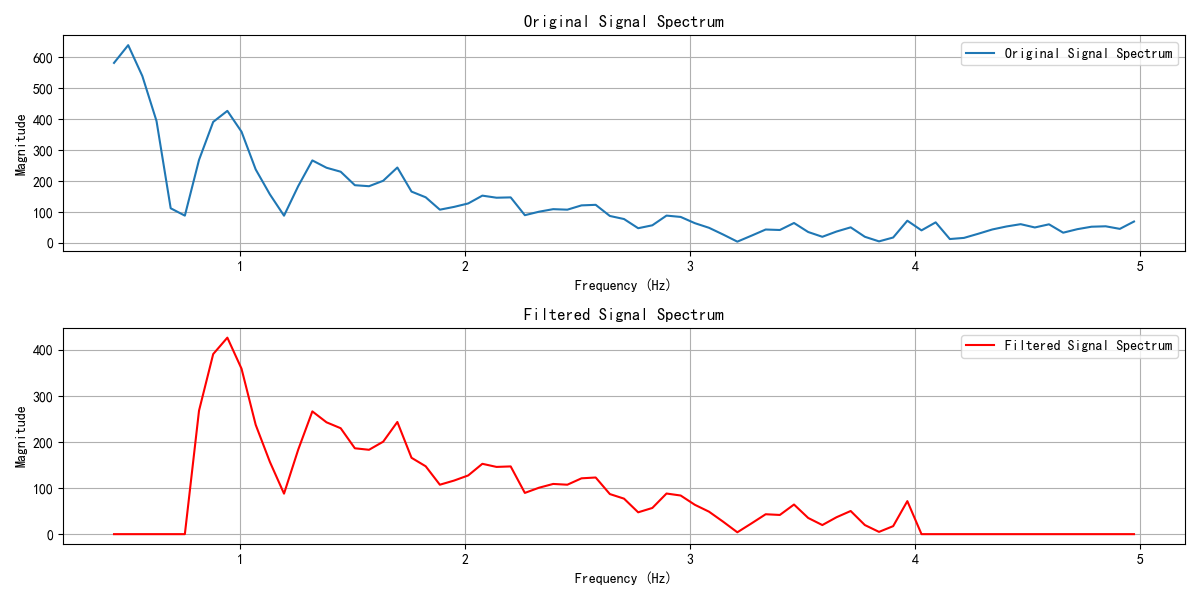 Original Signal Spectrum
Original Signal Spectrum
600
500
400
300
200
100
0
Magnitude
1 2 3 4 5
Frequency (Hz)
Filtered Signal Spectrum
Filtered Signal Spectrum
400
300
200
100
0
Magnitude
1 2 3 4 5
Frequency (Hz)